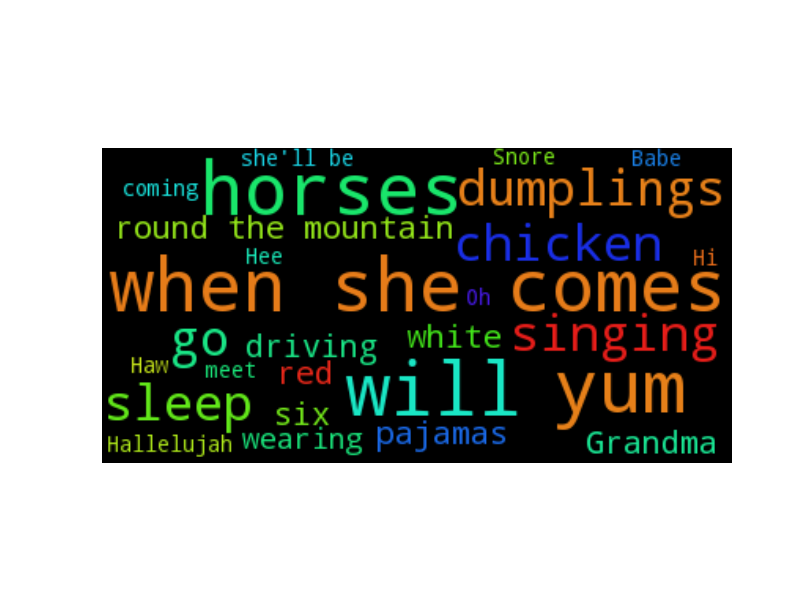 she'll be Snore Babe
coming horses dumplings
round the mountain chicken
Hee Hi
when she comes
Oh
go driving white singing
Haw meet red will yum
sleep six
Hallelujah wearing pajamas Grandma